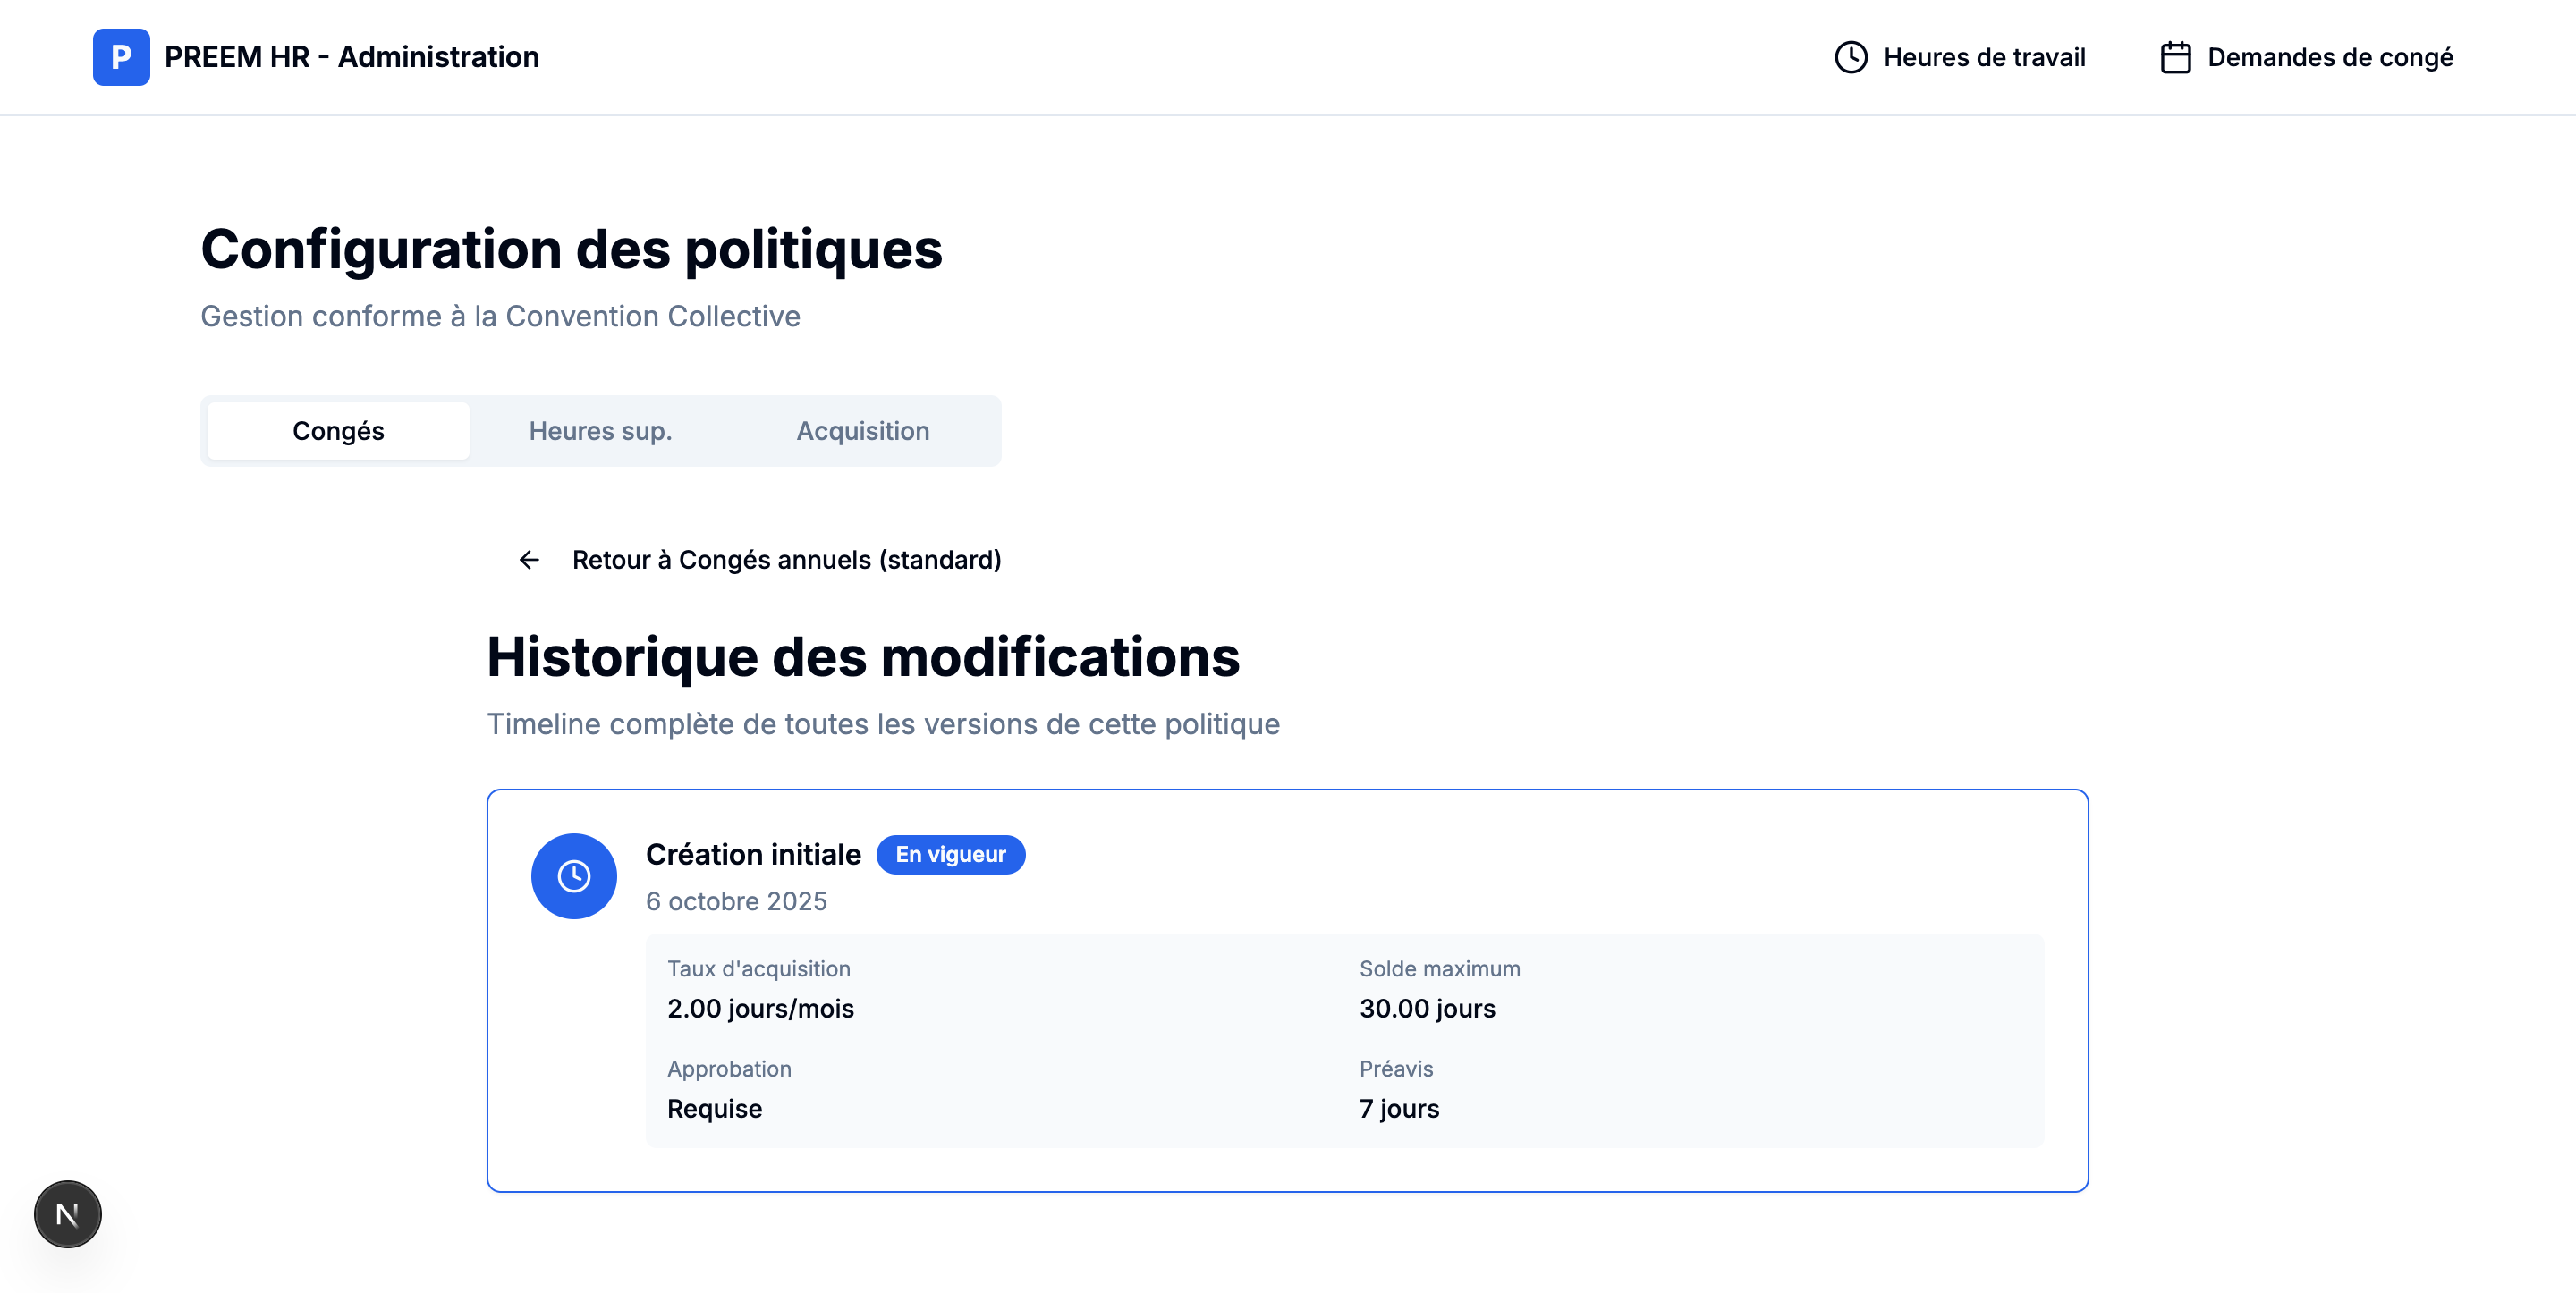 P PREEM HR - Administration
Heures de travail
Demandes de congé
Configuration des politiques
Gestion conforme à la Convention Collective
Congés
Heures sup.
Acquisition
Retour à Congés annuels (standard)
Historique des modifications
Timeline complète de toutes les versions de cette politique
Création initiale
En vigueur
6 octobre 2025
Taux d'acquisition
2.00 jours/mois
Solde maximum
30.00 jours
Approbation
Requise
Préavis
7 jours
N